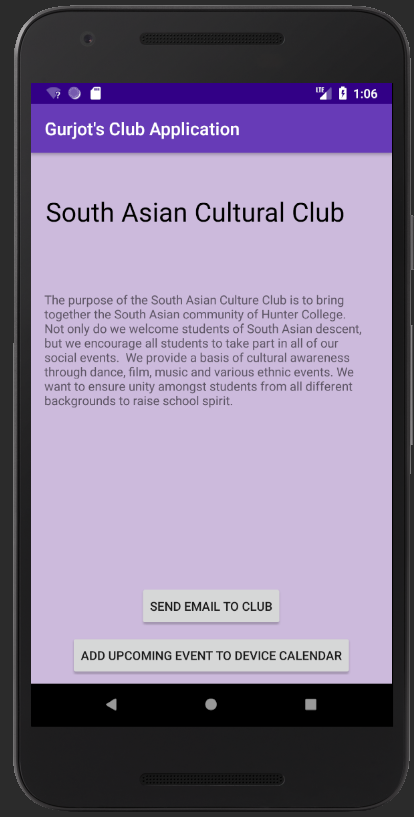 LTE 1:06
Gurjot's Club Application
South Asian Cultural Club
The purpose of the South Asian Culture Club is to bring
together the South Asian community of Hunter College.
Not only do we welcome students of South Asian descent,
but we encourage all students to take part in all of our
social events.  We provide a basis of cultural awareness
through dance, film, music and various ethnic events. We
want to ensure unity amongst students from all different
backgrounds to raise school spirit.
SEND EMAIL TO CLUB
ADD UPCOMING EVENT TO DEVICE CALENDAR